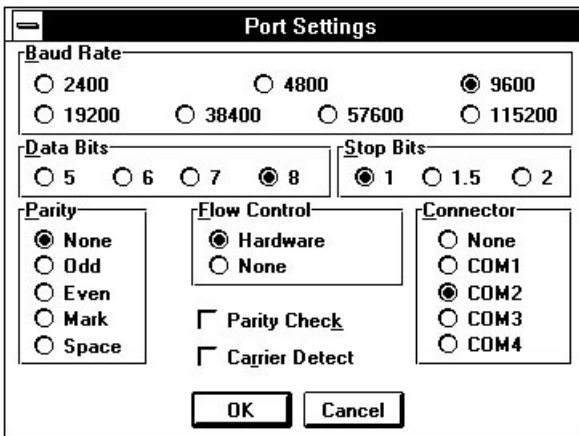 Port Settings
Baud Rate
2400 4800 9600
19200 38400 57600 115200
Data Bits
5 6 7 8
Stop Bits
1 1.5 2
Parity
None
Odd
Even
Mark
Space
Flow Control
Hardware
None
Parity Check
Carrier Detect
Connector
None
COM1
COM2
COM3
COM4
OK Cancel